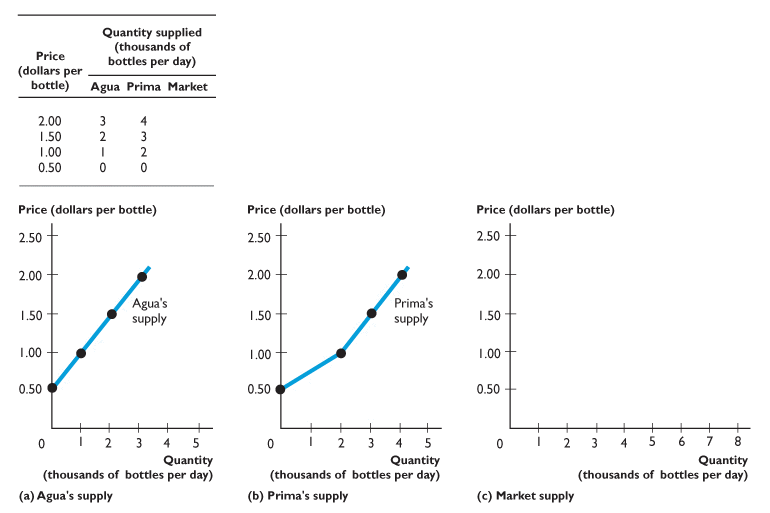 Quantity supplied
(thousands of
bottles per day)
Price
(dollars per
bottle)
Agua Prima Market
2.00 3 4
1.50 2 3
1.00 1 2
0.50 0 0
Price (dollars per bottle)
2.50
2.00
1.50
1.00
0.50
Agua's
supply
0 1 2 3 4 5
Quantity
(thousands of bottles per day)
(a) Agua's supply
Price (dollars per bottle)
2.50
2.00
1.50
1.00
0.50
Prima's
supply
0 1 2 3 4 5
Quantity
(thousands of bottles per day)
(b) Prima's supply
Price (dollars per bottle)
2.50
2.00
1.50
1.00
0.50
0 1 2 3 4 5 6 7 8
Quantity
(thousands of bottles per day)
(c) Market supply